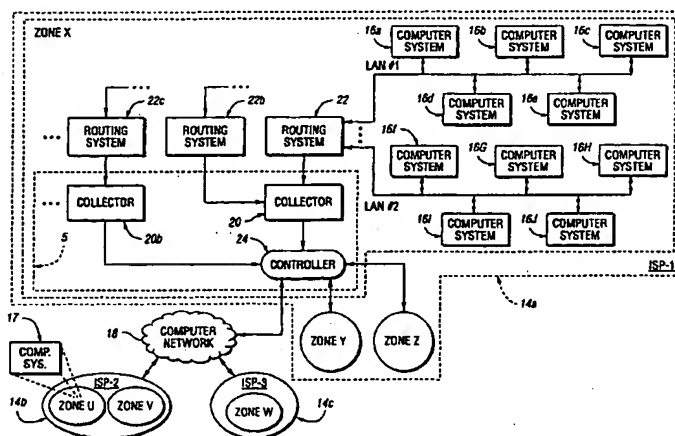 ZONE X
16a
COMPUTER
SYSTEM
16b
COMPUTER
SYSTEM
16c
COMPUTER
SYSTEM
LAN #1
22c
22b
22
ROUTING
SYSTEM
ROUTING
SYSTEM
ROUTING
SYSTEM
16d
COMPUTER
SYSTEM
16e
COMPUTER
SYSTEM
COMPUTER
SYSTEM
16G
COMPUTER
SYSTEM
16H
COMPUTER
SYSTEM
COLLECTOR
20b
20
COLLECTOR
LAN #2
16I
COMPUTER
SYSTEM
16J
COMPUTER
SYSTEM
24
CONTROLLER
ISP-1
14a
17
COMP.
SYS.
18
COMPUTER
NETWORK
ZONE Y
ZONE Z
14b
ISP-2
ZONE U
ZONE V
ZONE W
14c